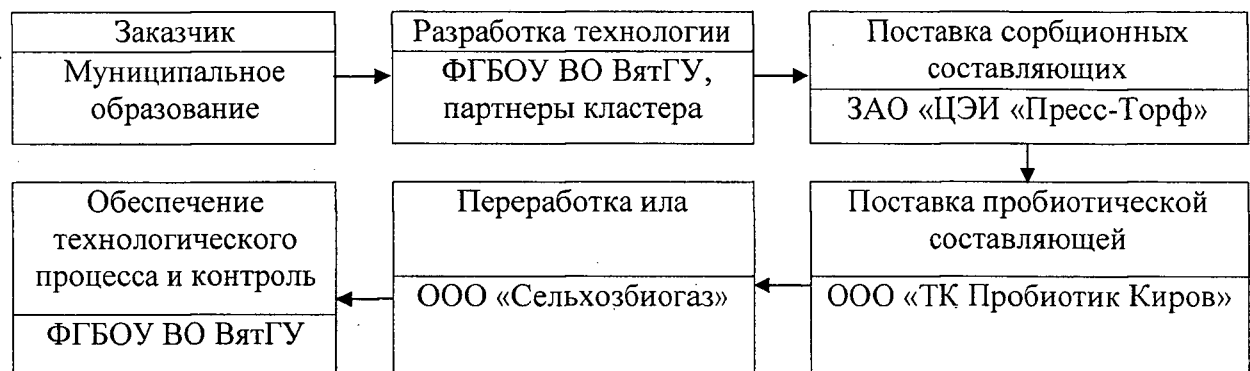 Заказчик
Муниципальное
образование
Разработка технологии
ФГБОУ ВО ВятГУ,
партнеры кластера
Поставка сорбционных
составляющих
ЗАО «ЦЭИ «Пресс-Торф»
Поставка пробиотической
составляющей
ООО «ТК Пробиотик Киров»
Переработка ила
ООО «Сельхозбиогаз»
Обеспечение
технологического
процесса и контроль
ФГБОУ ВО ВятГУ